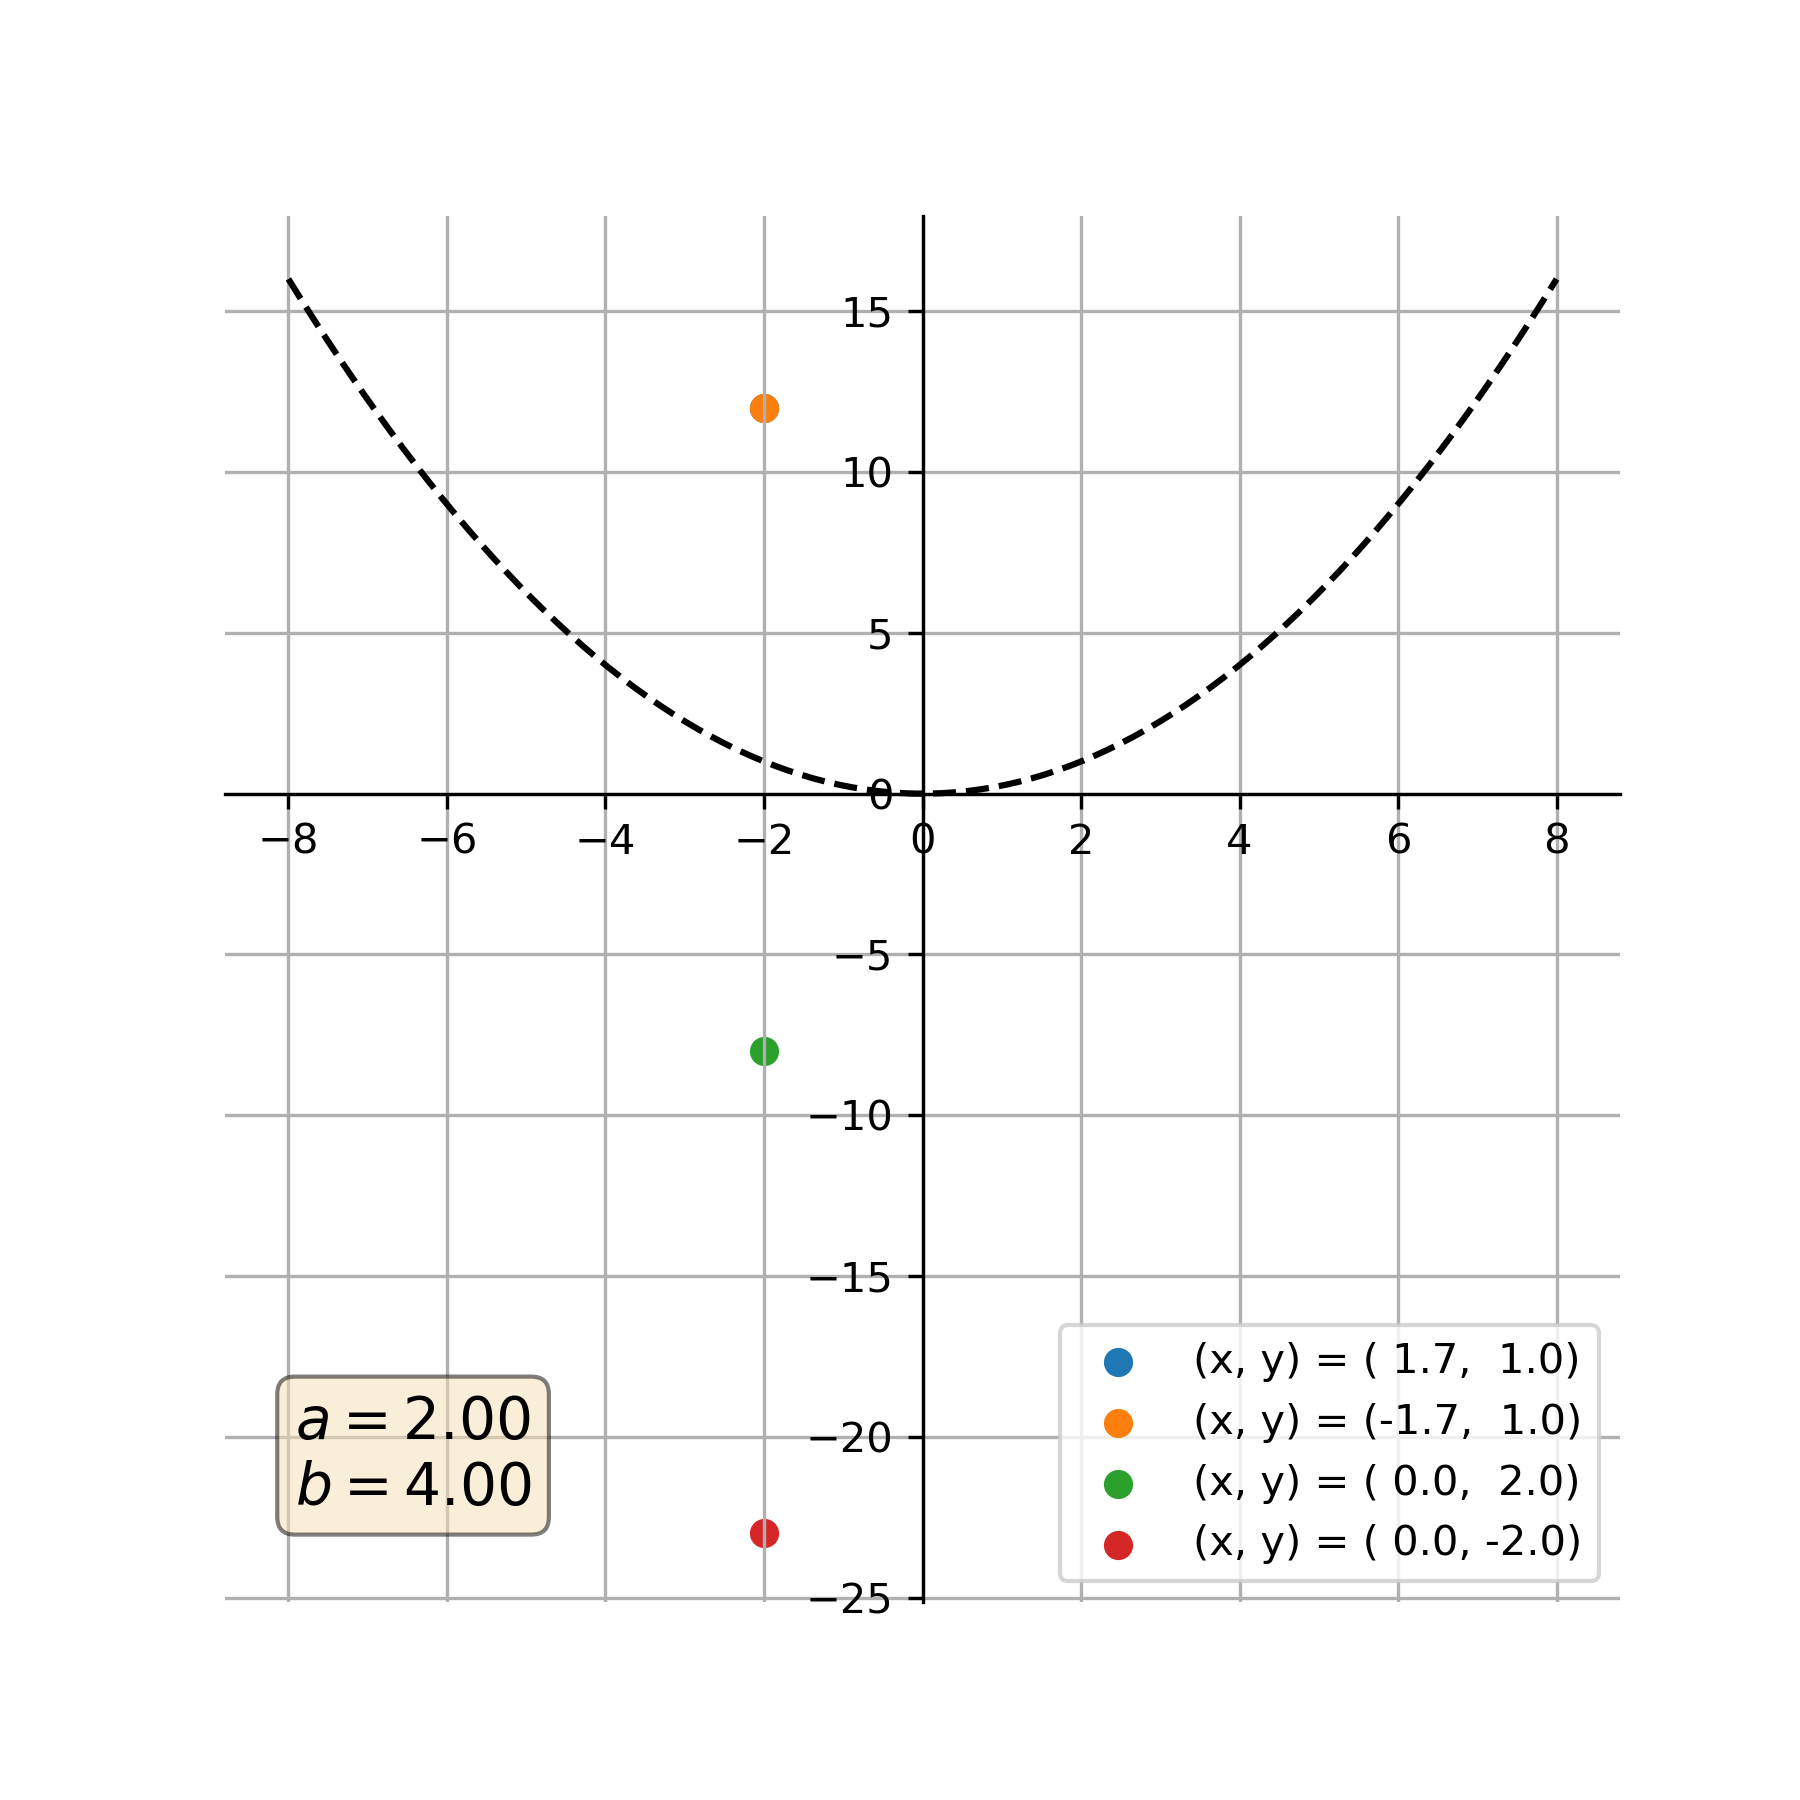 15
10
5
0
−8 −6 −4 −2 0 2 4 6 8
−5
−10
−15
−20
−25
a = 2.00
b = 4.00
(x, y) = ( 1.7,  1.0)
(x, y) = (-1.7,  1.0)
(x, y) = ( 0.0,  2.0)
(x, y) = ( 0.0, -2.0)